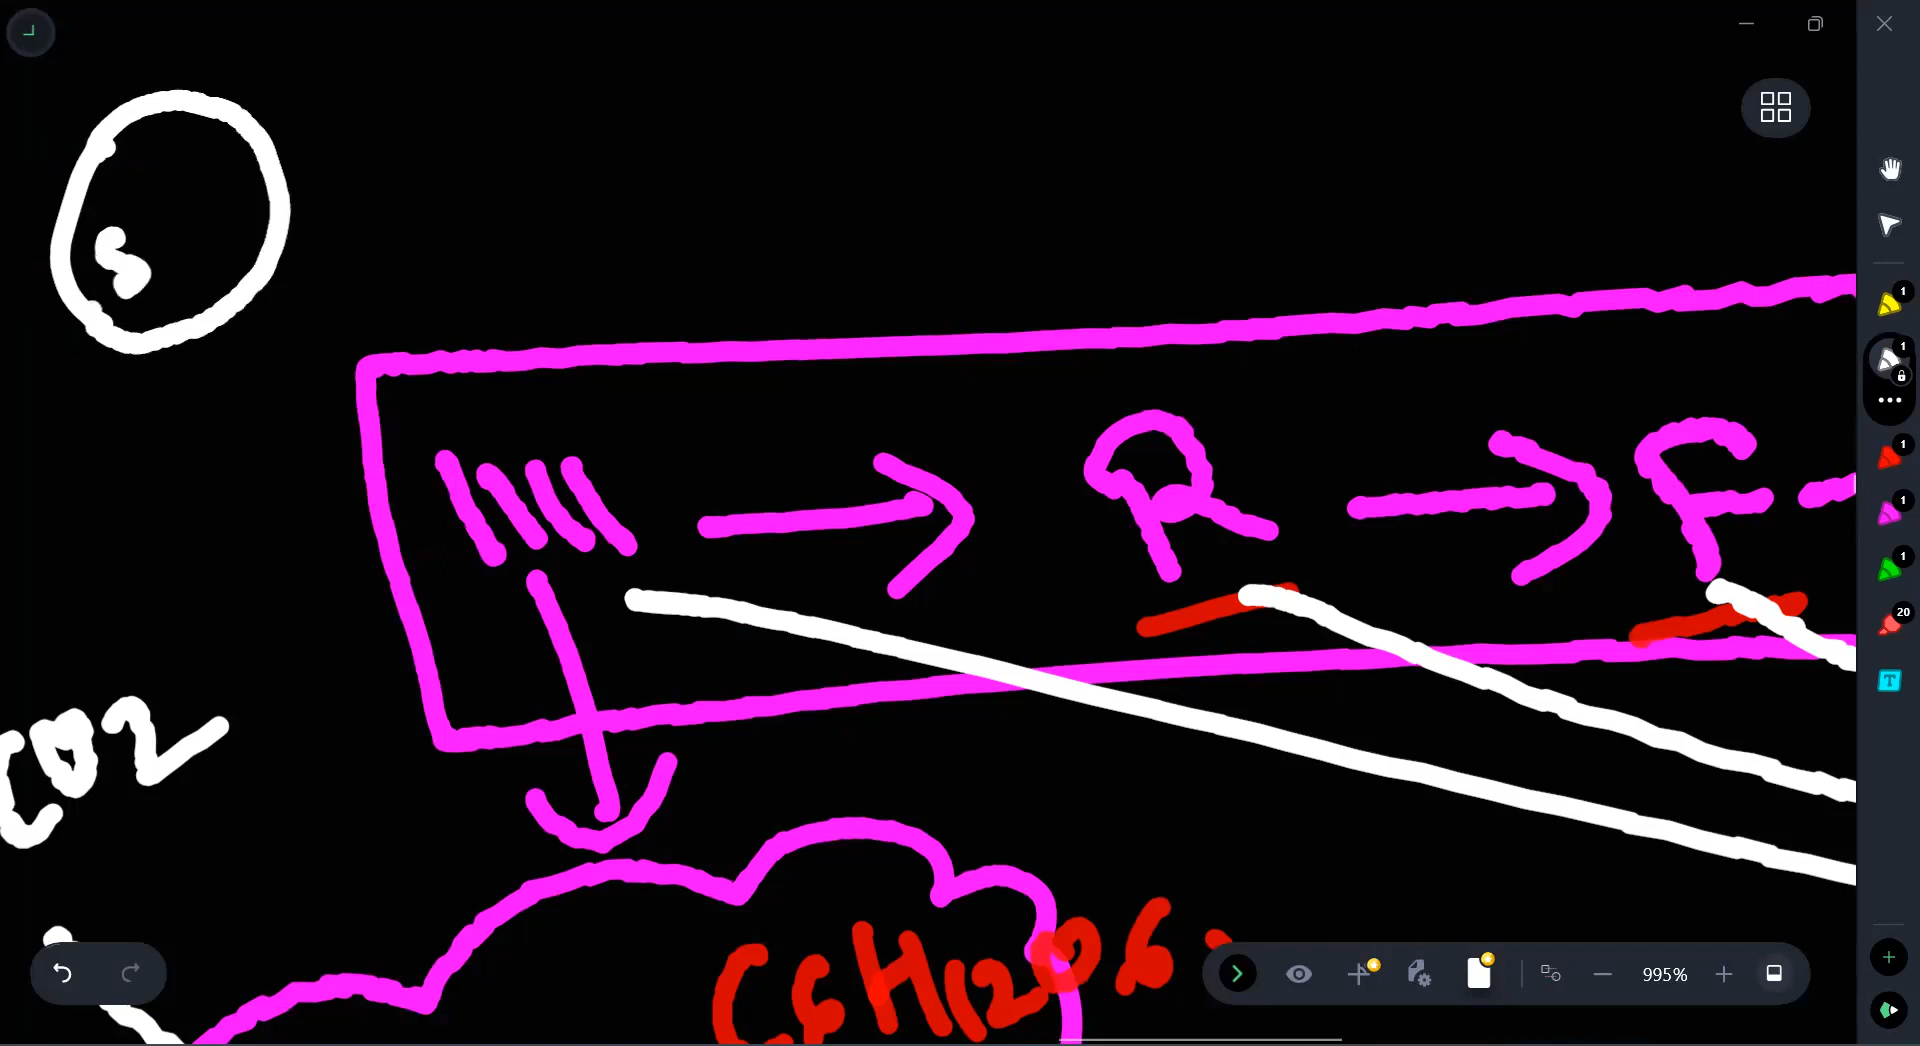 S
→ R → F
CO2
C6H12O6
995%